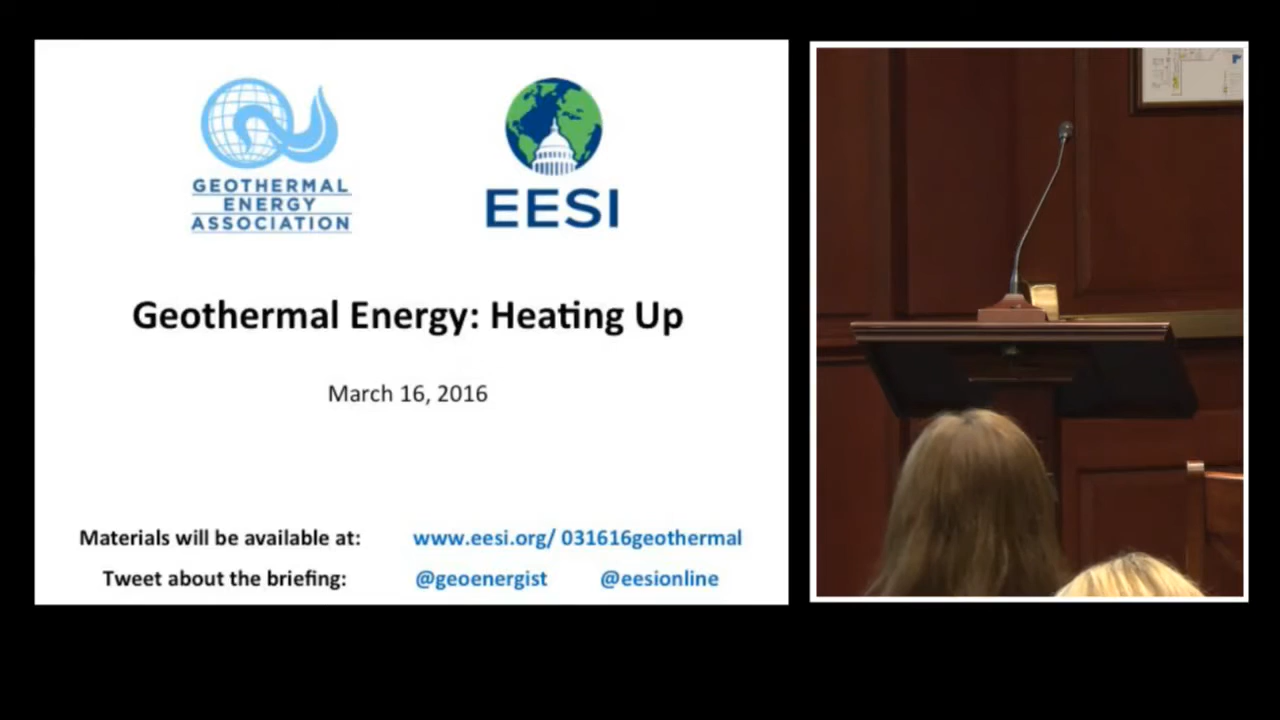 GEOTHERMAL
ENERGY
ASSOCIATION
EESI
Geothermal Energy: Heating Up
March 16, 2016
Materials will be available at: www.eesi.org/ 031616geothermal
Tweet about the briefing: @geoenergist @eesionline